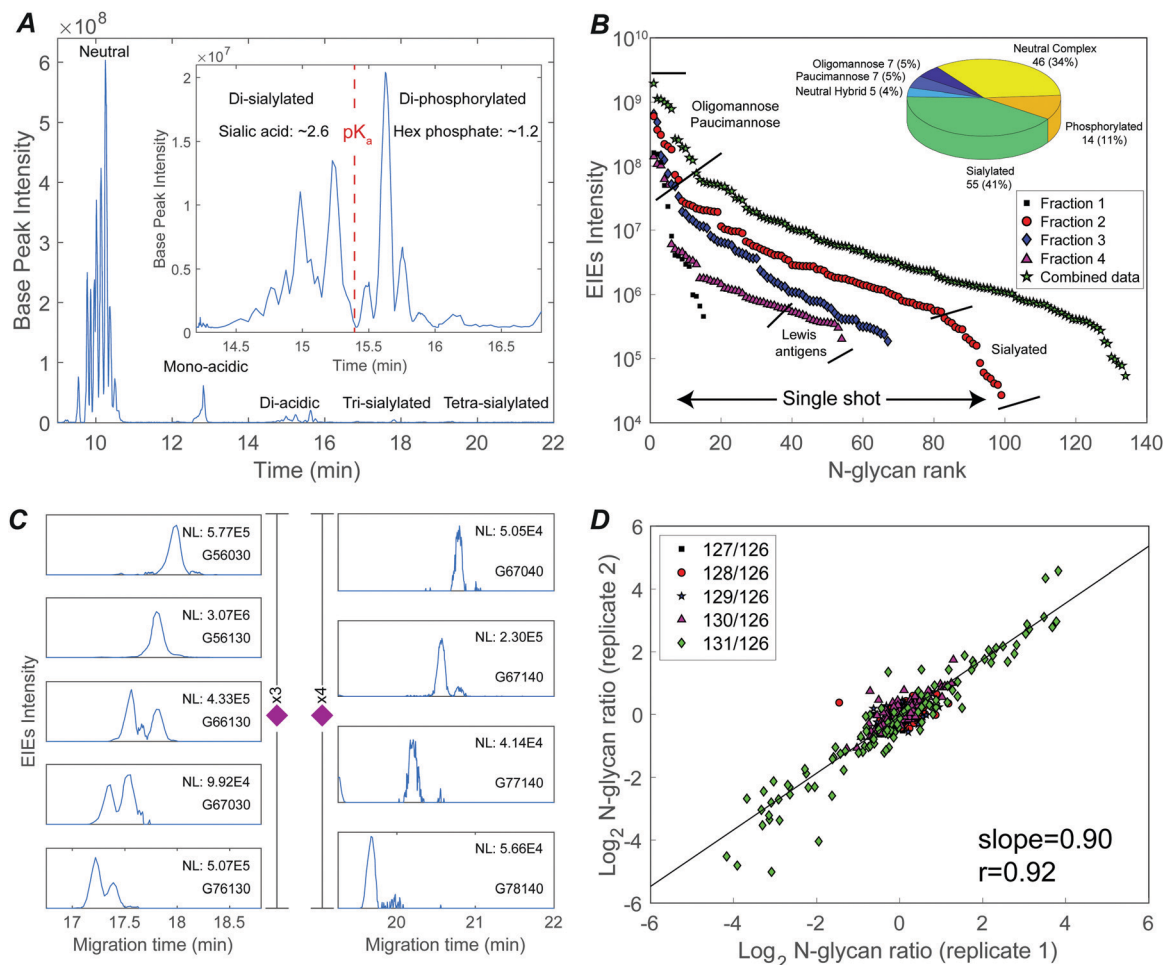 A
×10^8
Neutral
6
5
4
3
2
1
0
Base Peak Intensity
10
12
14
16
18
20
22
Time (min)
Mono-acidic
Di-acidic
Tri-sialylated
Tetra-sialylated
×10^7
2
1.5
1
0.5
0
Base Peak Intensity
14.5
15
15.5
16
16.5
Time (min)
Di-sialylated
Di-phosphorylated
Sialic acid: ~2.6
pKa
Hex phosphate: ~1.2
B
10^10
10^9
10^8
10^7
10^6
10^5
10^4
EIEs Intensity
0
20
40
60
80
100
120
140
N-glycan rank
Oligomannose
Paucimannose
Lewis
antigens
Sialyated
Single shot
Neutral Complex
46 (34%)
Oligomannose 7 (5%)
Paucimannose 7 (5%)
Neutral Hybrid 5 (4%)
Phosphorylated
14 (11%)
Sialylated
55 (41%)
Fraction 1
Fraction 2
Fraction 3
Fraction 4
Combined data
C
EIEs Intensity
NL: 5.77E5
G56030
NL: 3.07E6
G56130
NL: 4.33E5
G66130
NL: 9.92E4
G67030
NL: 5.07E5
G76130
17
17.5
18
18.5
Migration time (min)
x3
x4
NL: 5.05E4
G67040
NL: 2.30E5
G67140
NL: 4.14E4
G77140
NL: 5.66E4
G78140
20
21
22
Migration time (min)
D
6
4
2
0
-2
-4
-6
Log2 N-glycan ratio (replicate 2)
127/126
128/126
129/126
130/126
131/126
slope=0.90
r=0.92
-6
-4
-2
0
2
4
6
Log2 N-glycan ratio (replicate 1)